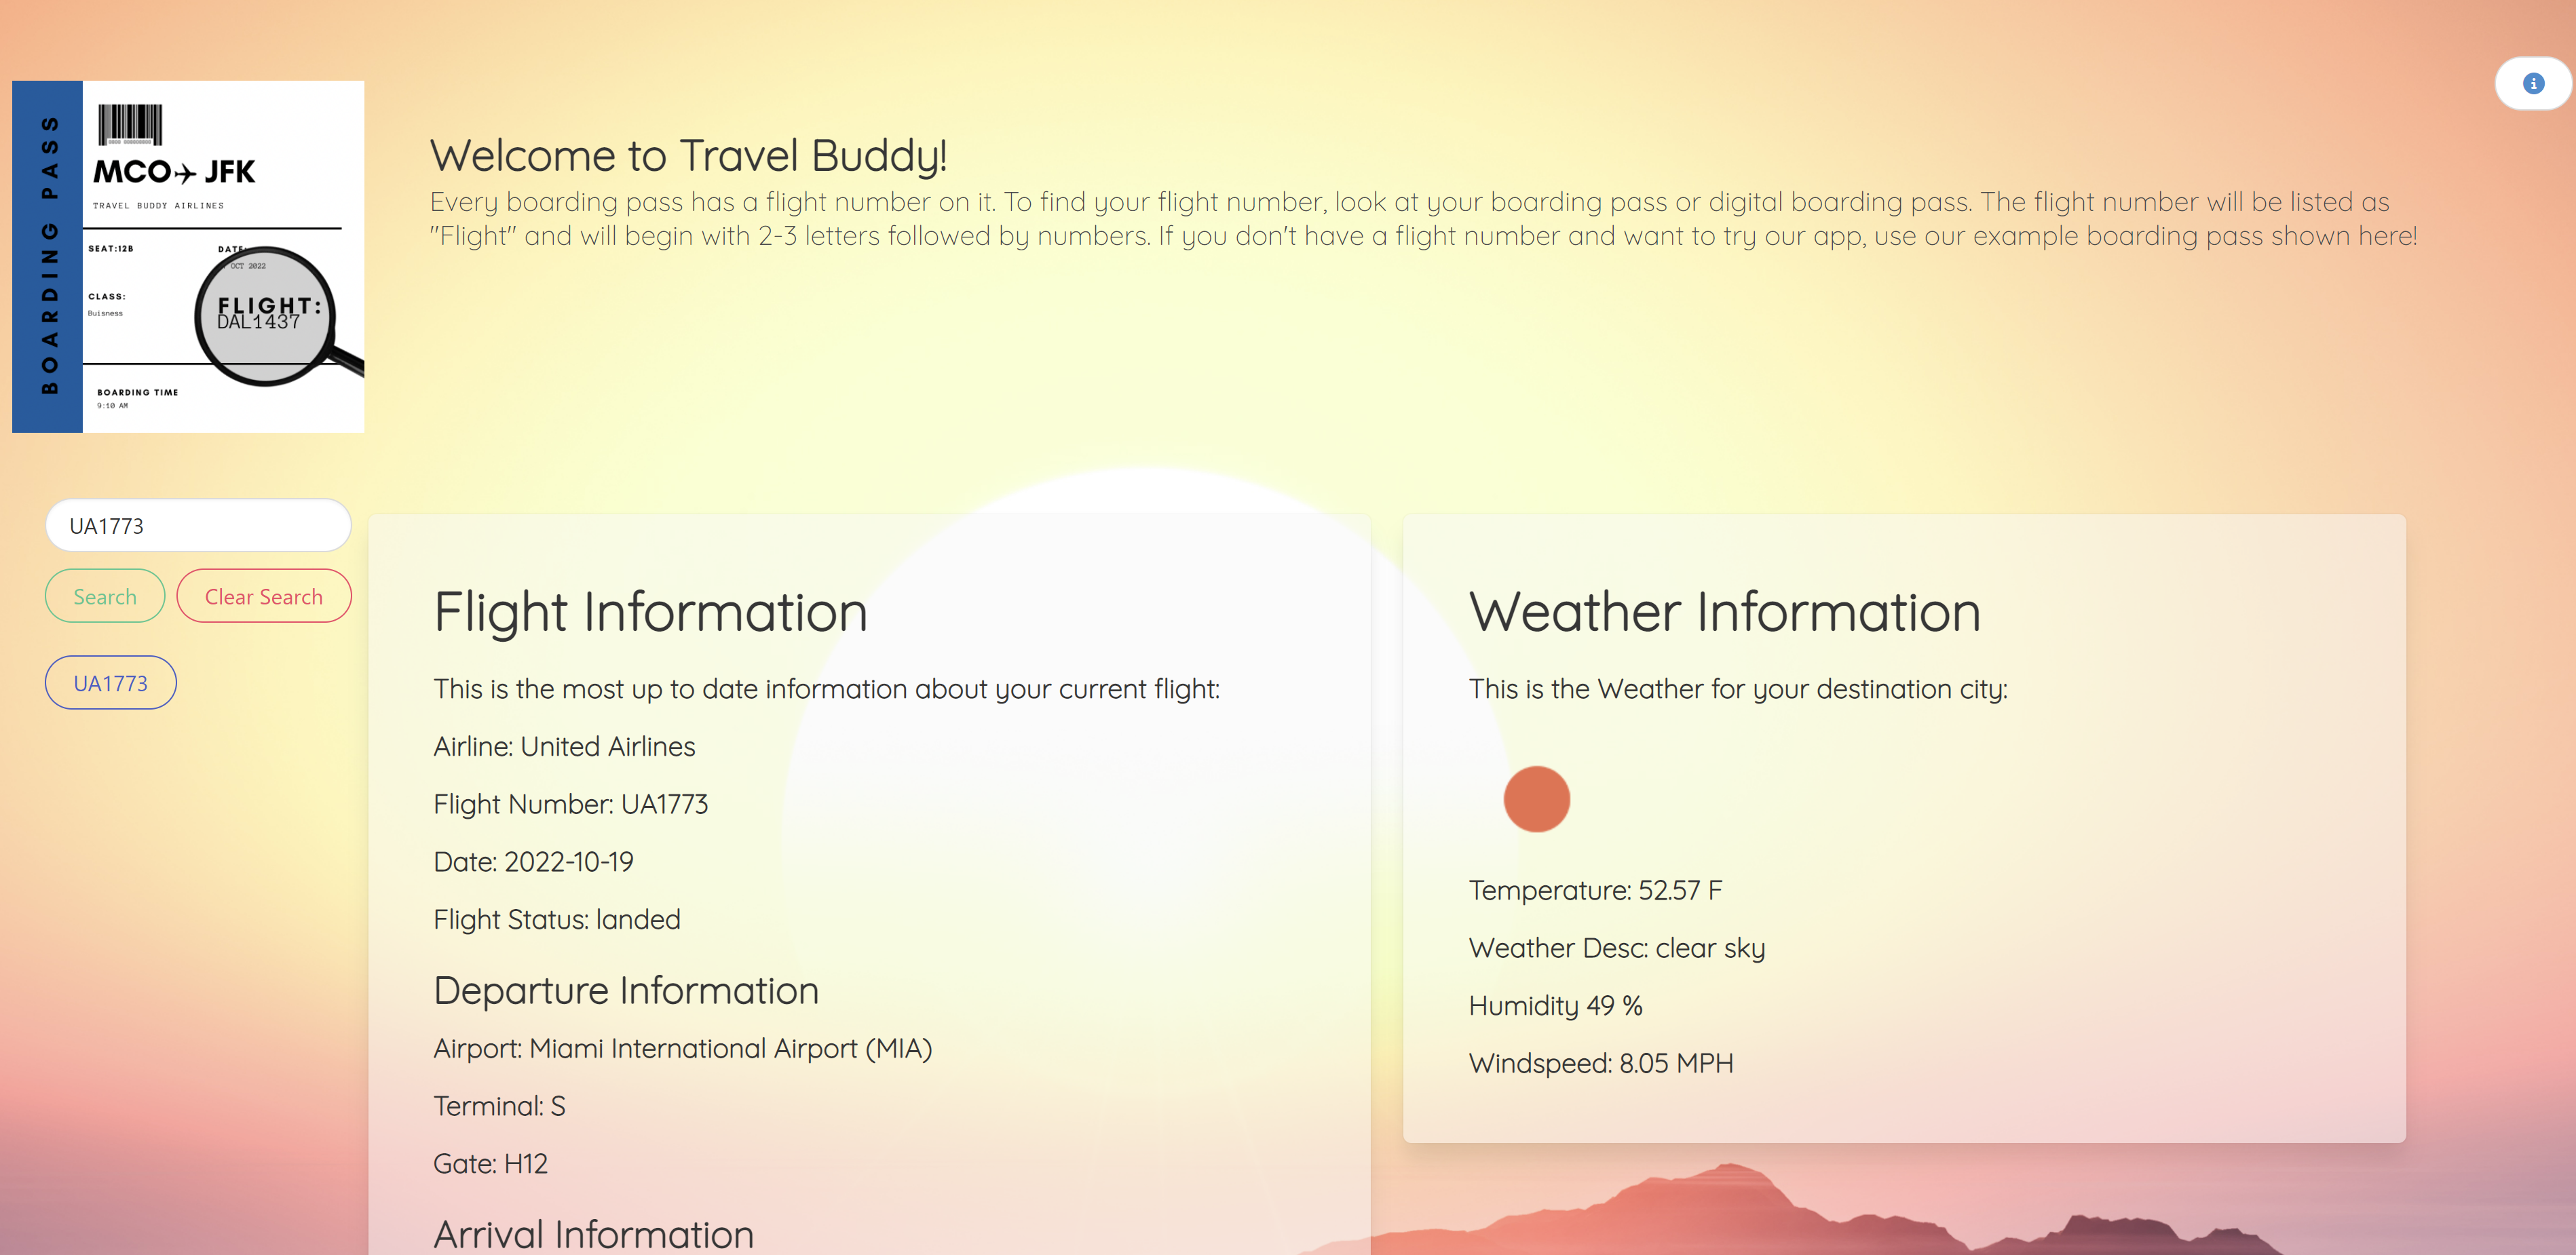 BOARDING PASS
MCO✈JFK
TRAVEL BUDDY AIRLINES
SEAT:12B
DATE:
OCT 2022
CLASS:
Buisness
FLIGHT:
DAL1437
BOARDING TIME
9:10 AM
Welcome to Travel Buddy!
Every boarding pass has a flight number on it. To find your flight number, look at your boarding pass or digital boarding pass. The flight number will be listed as
"Flight" and will begin with 2-3 letters followed by numbers. If you don't have a flight number and want to try our app, use our example boarding pass shown here!
UA1773
Search
Clear Search
UA1773
Flight Information
This is the most up to date information about your current flight:
Airline: United Airlines
Flight Number: UA1773
Date: 2022-10-19
Flight Status: landed
Departure Information
Airport: Miami International Airport (MIA)
Terminal: S
Gate: H12
Arrival Information
Weather Information
This is the Weather for your destination city:
Temperature: 52.57 F
Weather Desc: clear sky
Humidity 49 %
Windspeed: 8.05 MPH